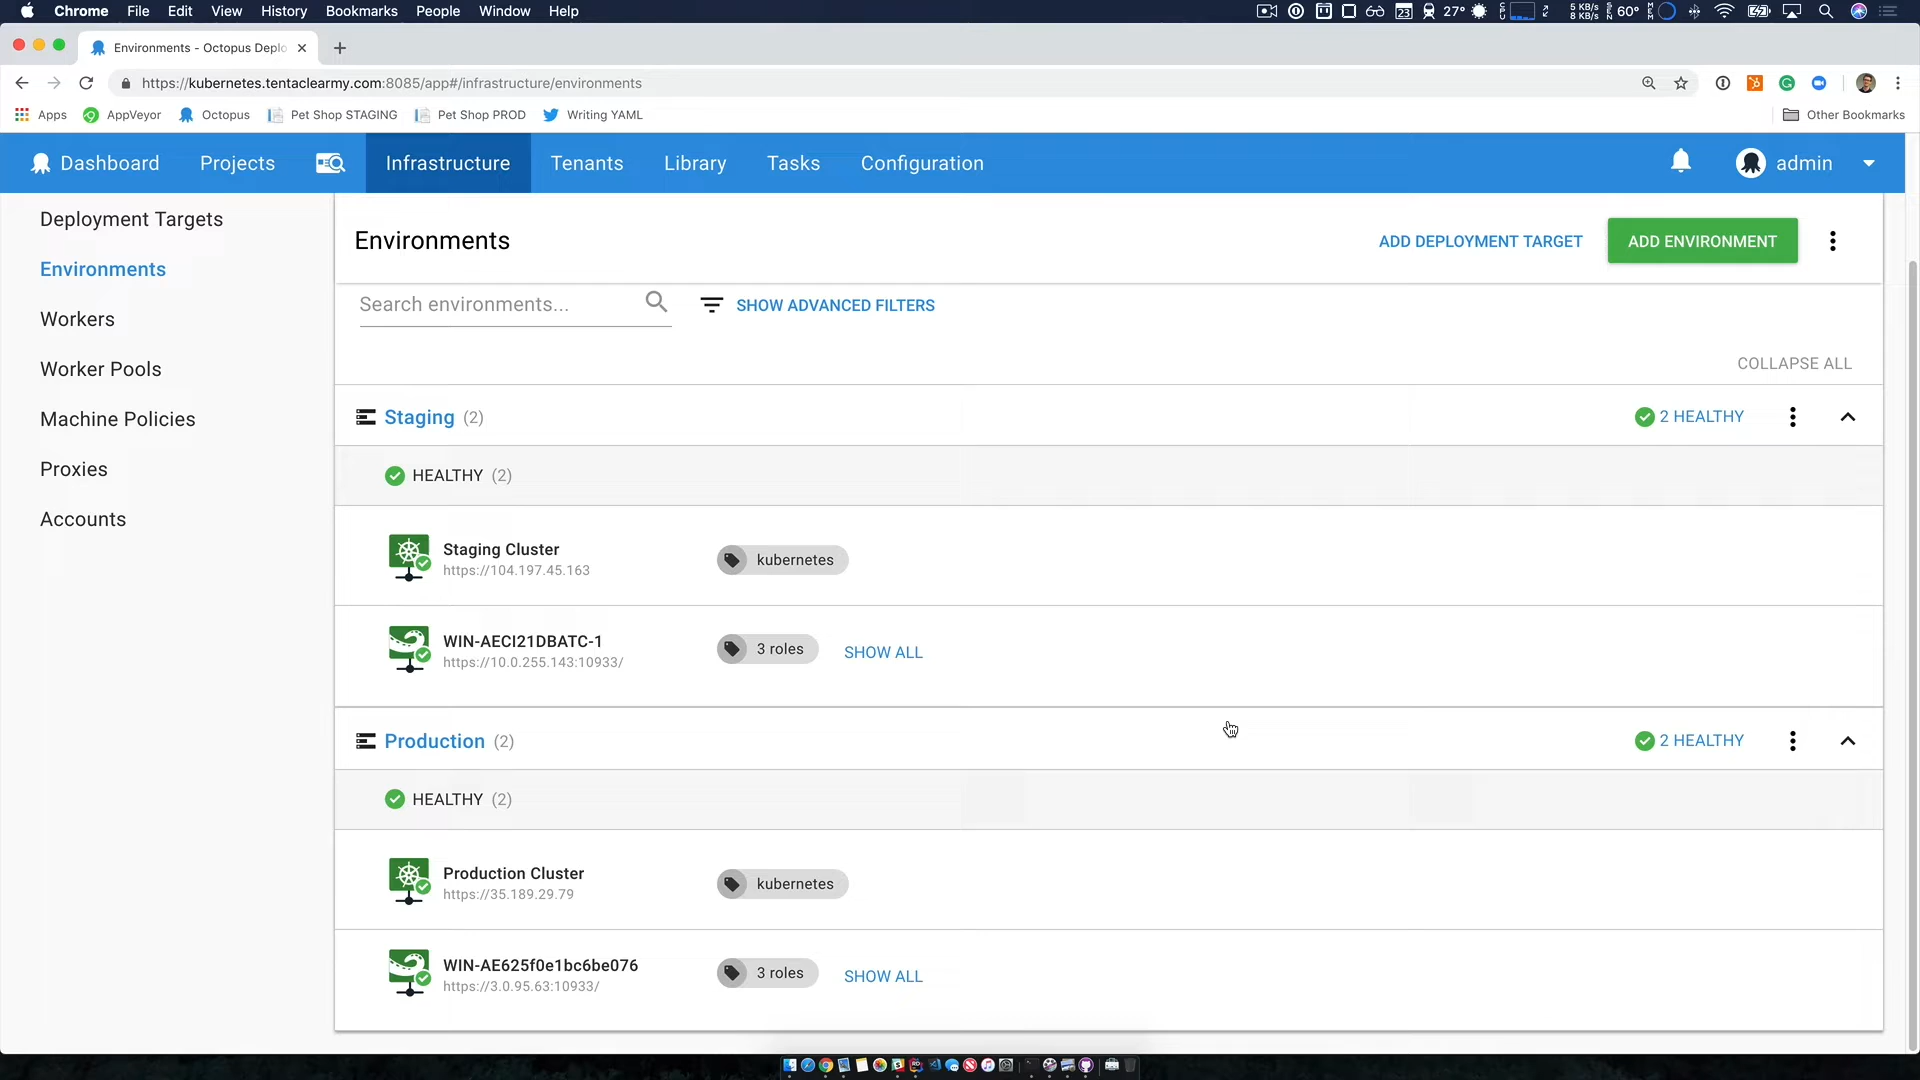 Chrome File Edit View History Bookmarks People Window Help
23 27° 5 KB/s 8 KB/s 60°
Environments - Octopus Deplo
https://kubernetes.tentaclearmy.com:8085/app#/infrastructure/environments
Apps AppVeyor Octopus Pet Shop STAGING Pet Shop PROD Writing YAML Other Bookmarks
Dashboard Projects Infrastructure Tenants Library Tasks Configuration admin
Deployment Targets
Environments
Workers
Worker Pools
Machine Policies
Proxies
Accounts
Environments ADD DEPLOYMENT TARGET ADD ENVIRONMENT
Search environments... SHOW ADVANCED FILTERS
COLLAPSE ALL
Staging (2) 2 HEALTHY
HEALTHY (2)
Staging Cluster kubernetes
https://104.197.45.163
WIN-AECI21DBATC-1 3 roles SHOW ALL
https://10.0.255.143:10933/
Production (2) 2 HEALTHY
HEALTHY (2)
Production Cluster kubernetes
https://35.189.29.79
WIN-AE625f0e1bc6be076 3 roles SHOW ALL
https://3.0.95.63:10933/